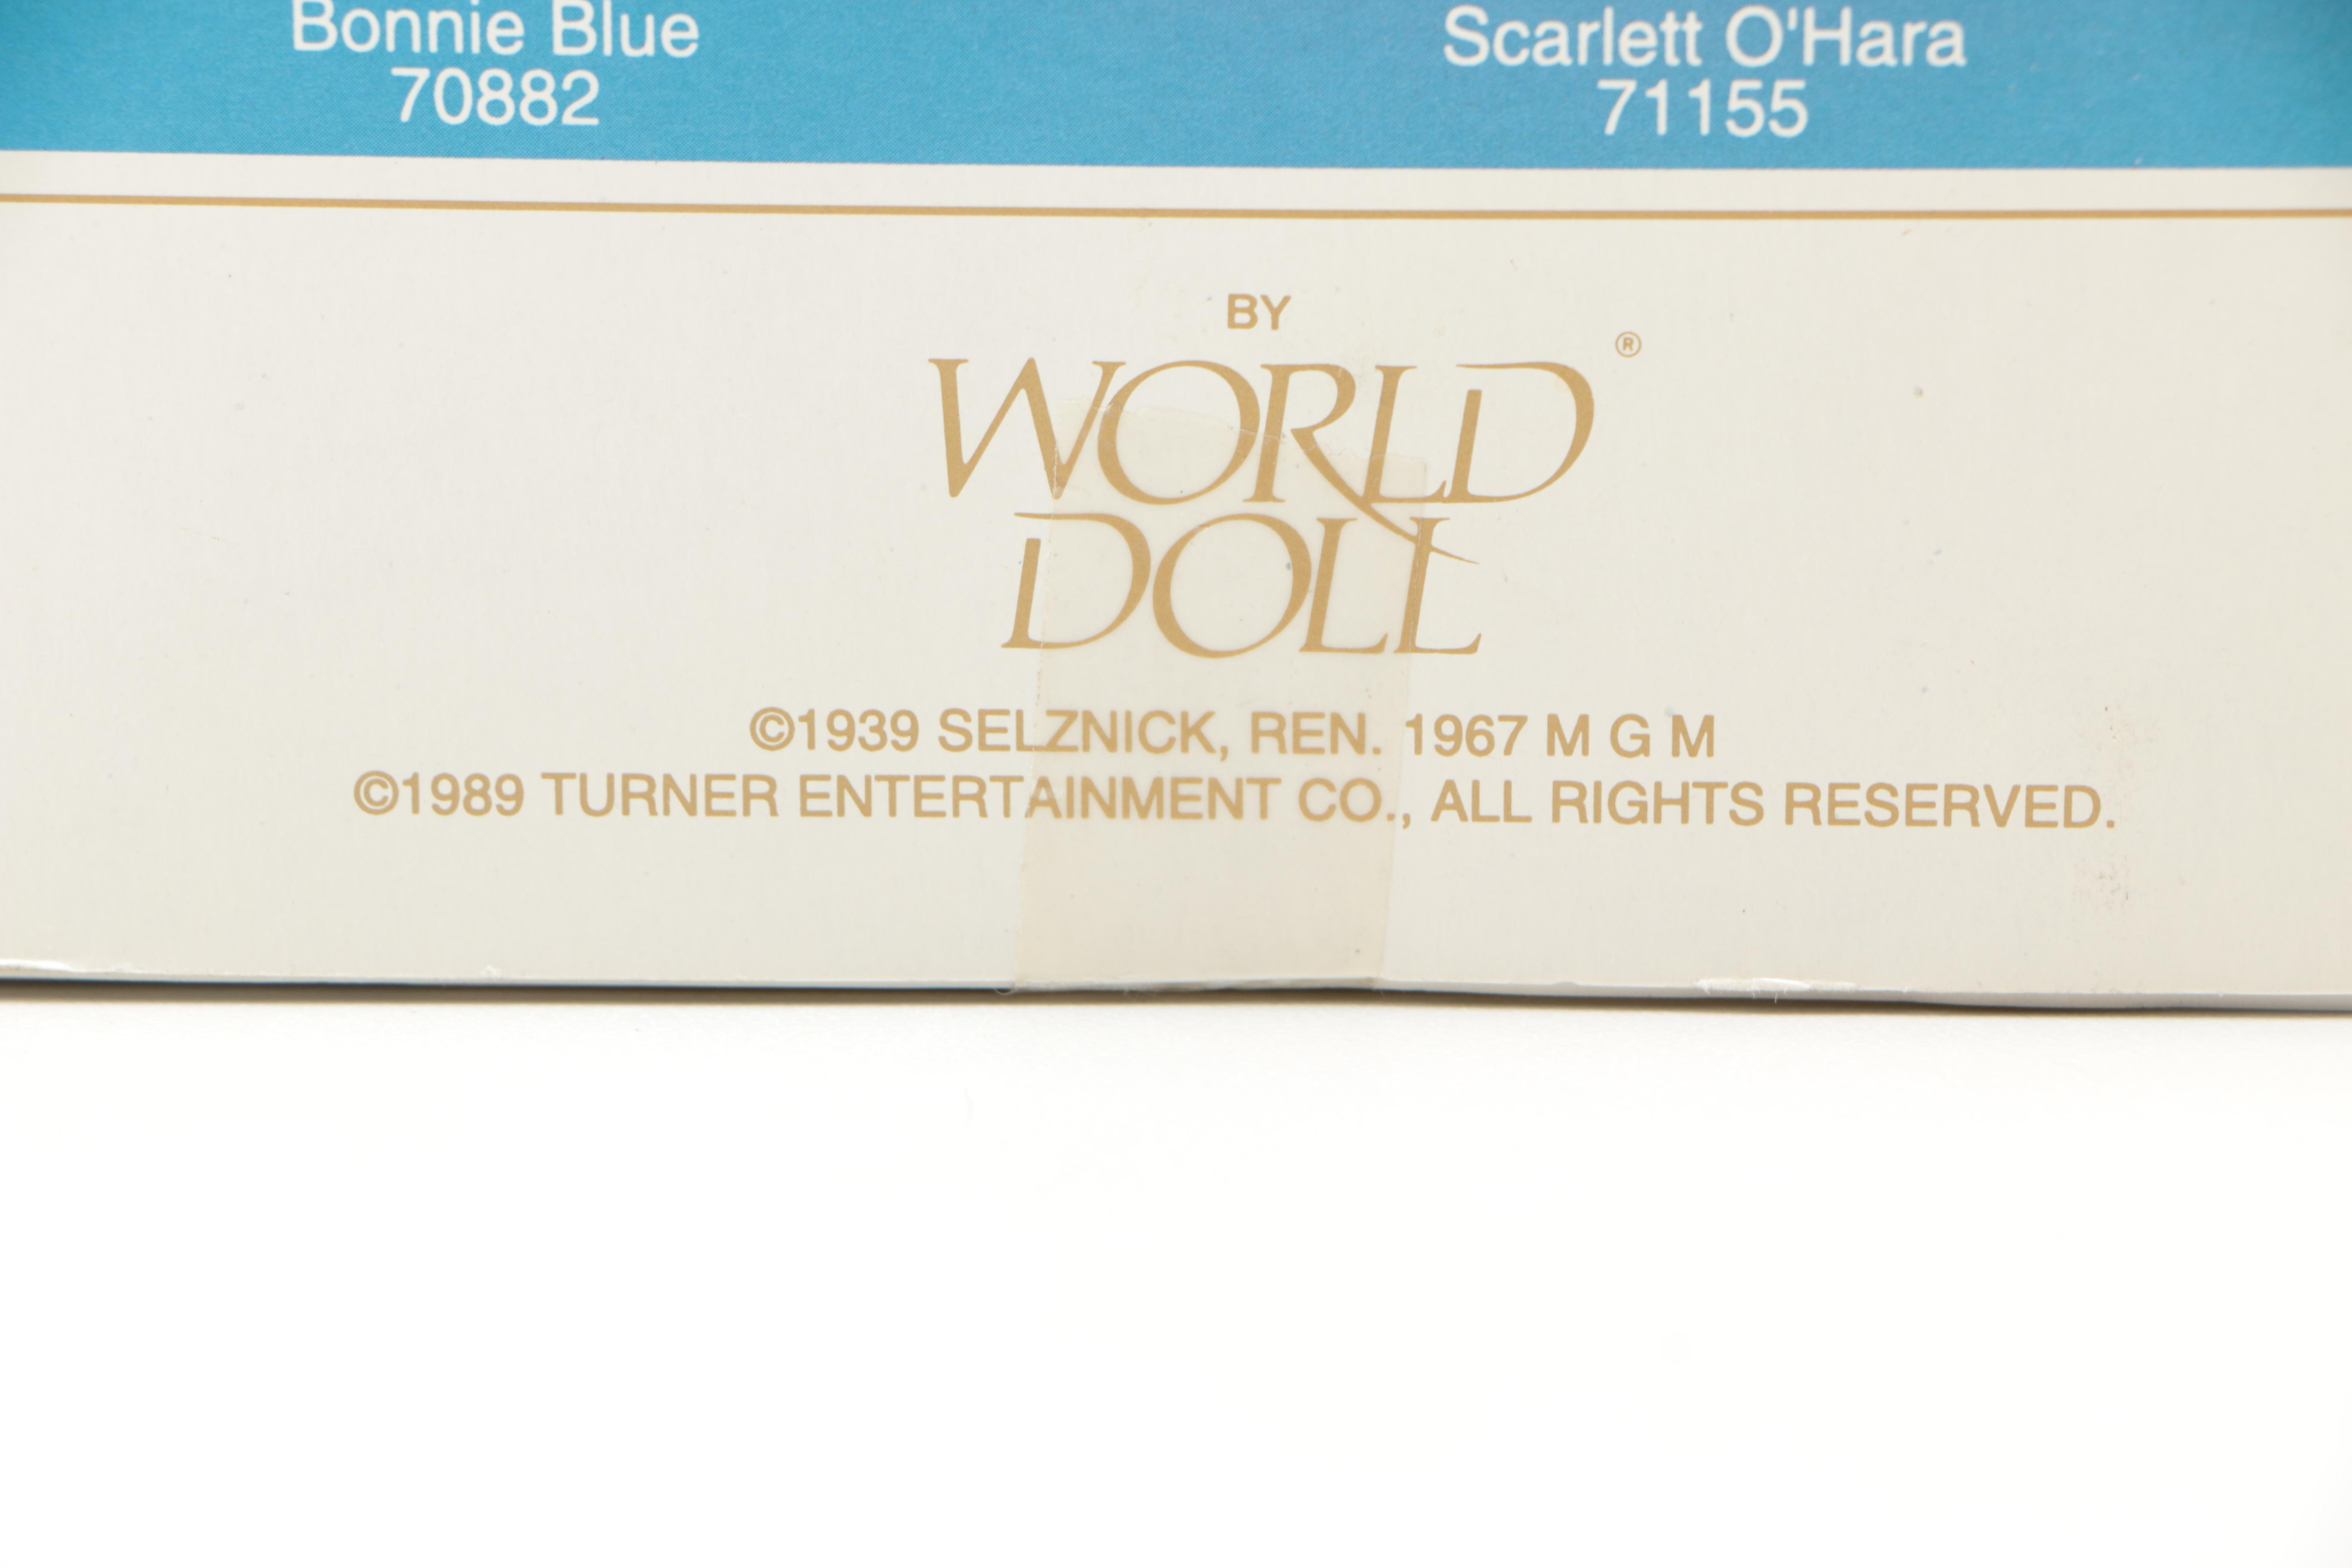 Bonnie Blue
70882
Scarlett O'Hara
71155
BY
WORLD®
DOLL
©1939 SELZNICK, REN. 1967 M G M
©1989 TURNER ENTERTAINMENT CO., ALL RIGHTS RESERVED.